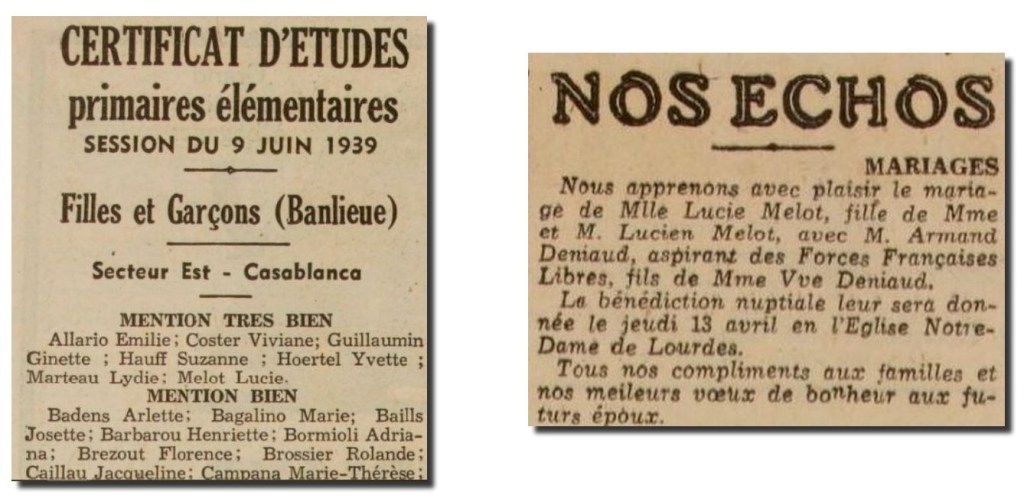 CERTIFICAT D'ETUDES
primaires élémentaires
SESSION DU 9 JUIN 1939
Filles et Garçons (Banlieue)
Secteur Est - Casablanca
MENTION TRES BIEN
Allario Emilie; Coster Viviane; Guillaumin
Ginette ; Hauff Suzanne ; Hoertel Yvette ;
Marteau Lydie; Melot Lucie.
MENTION BIEN
Badens Arlette; Bagalino Marie; Baills
Josette; Barbarou Henriette; Bormioli Adria-
na; Brezout Florence; Brossier Rolande;
Caillau Jacqueline; Campana Marie-Thérèse;
NOS ECHOS
MARIAGES
Nous apprenons avec plaisir le maria-
ge de Mlle Lucie Melot, fille de Mme
et M. Lucien Melot, avec M. Armand
Deniaud, aspirant des Forces Françaises
Libres, fils de Mme Vve Deniaud.
La bénédiction nuptiale leur sera don-
née le jeudi 13 avril en l'Eglise Notre-
Dame de Lourdes.
Tous nos compliments aux familles et
nos meileurs vœux de bonheur aux fu-
turs époux.